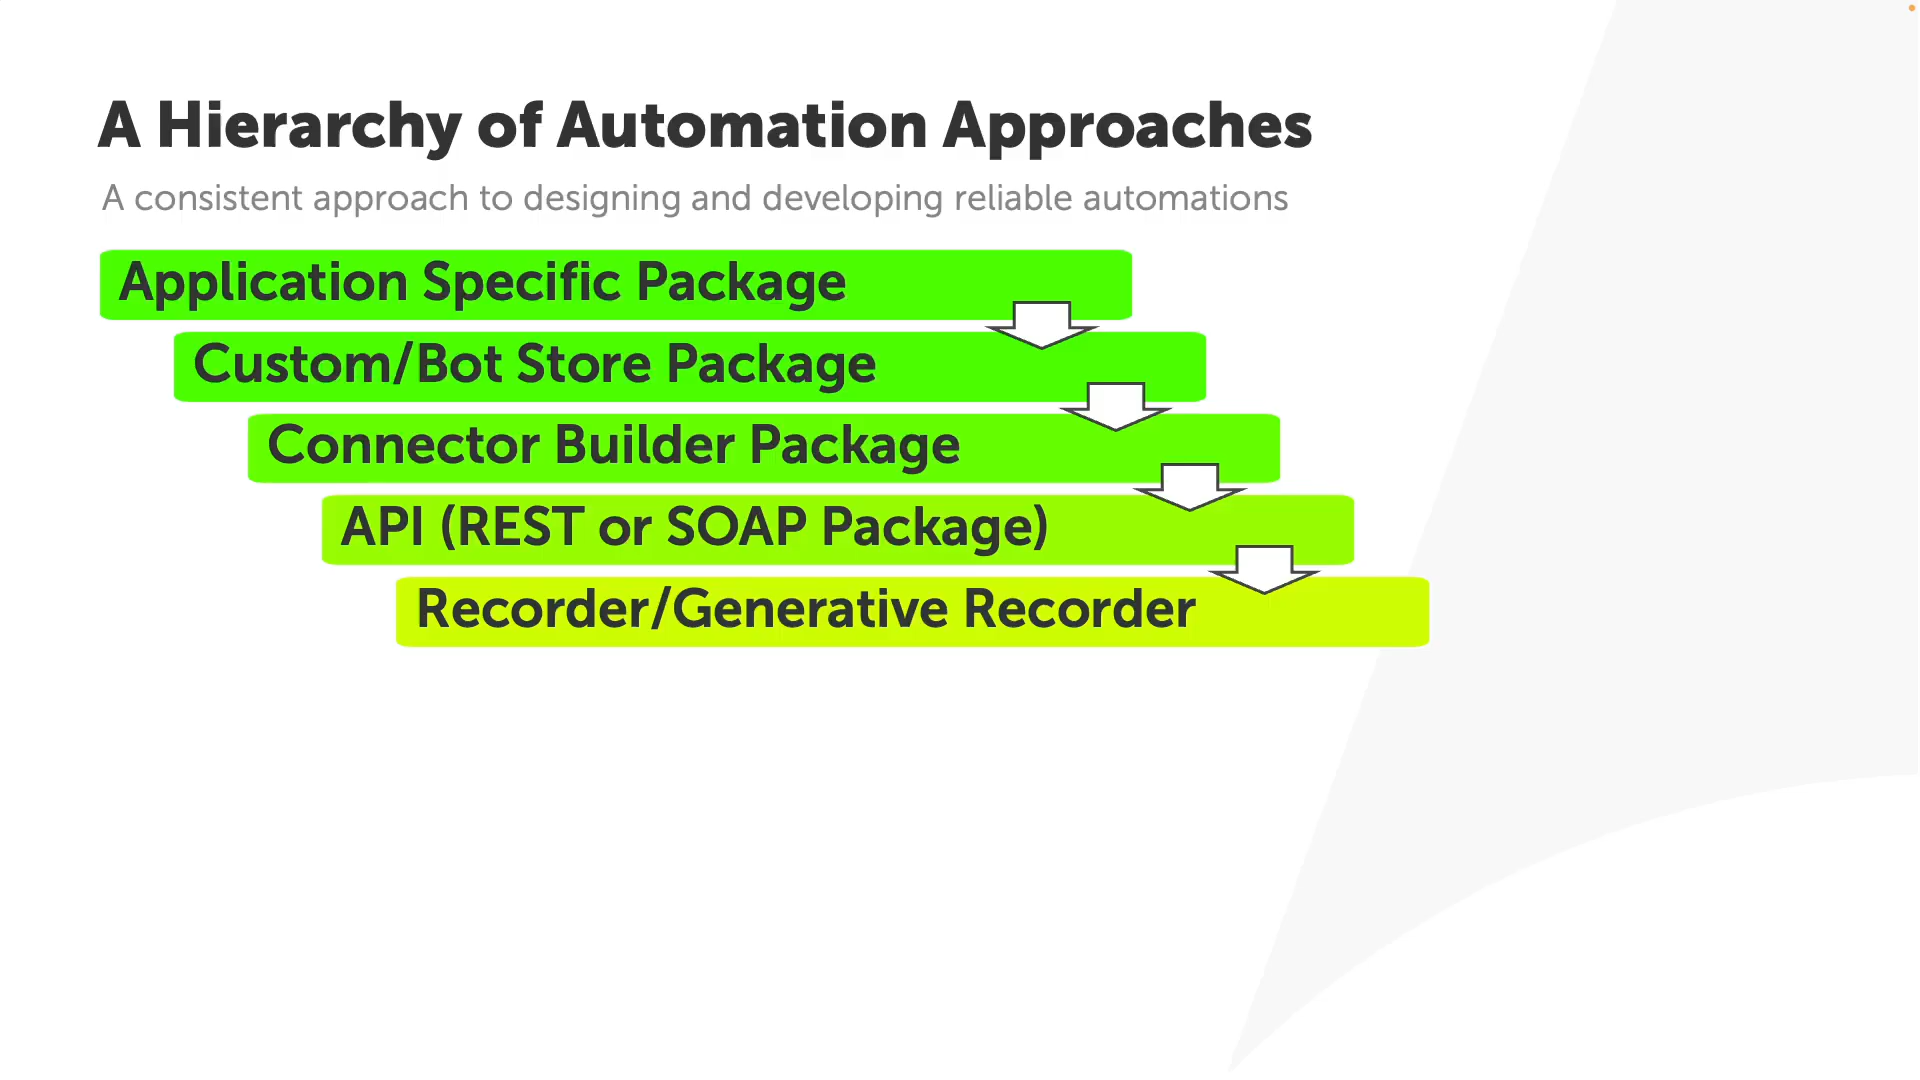 A Hierarchy of Automation Approaches
A consistent approach to designing and developing reliable automations
Application Specific Package
Custom/Bot Store Package
Connector Builder Package
API (REST or SOAP Package)
Recorder/Generative Recorder